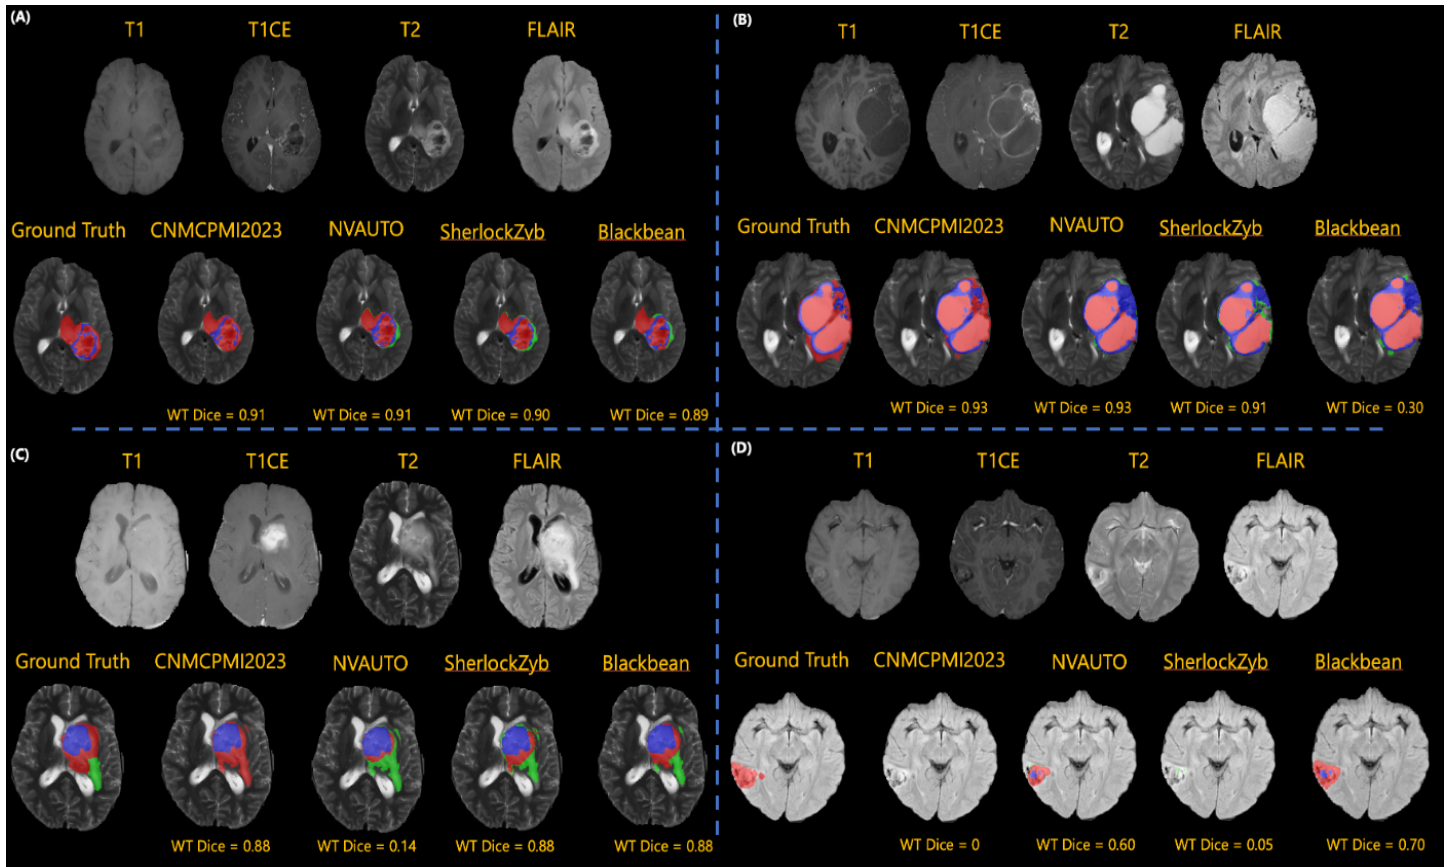 (A)
T1 T1CE T2 FLAIR
Ground Truth CNMCPMI2023 NVAUTO SherlockZyb Blackbean
WT Dice = 0.91 WT Dice = 0.91 WT Dice = 0.90 WT Dice = 0.89
(B)
T1 T1CE T2 FLAIR
Ground Truth CNMCPMI2023 NVAUTO SherlockZyb Blackbean
WT Dice = 0.93 WT Dice = 0.93 WT Dice = 0.91 WT Dice = 0.30
(C)
T1 T1CE T2 FLAIR
Ground Truth CNMCPMI2023 NVAUTO SherlockZyb Blackbean
WT Dice = 0.88 WT Dice = 0.14 WT Dice = 0.88 WT Dice = 0.88
(D)
T1 T1CE T2 FLAIR
Ground Truth CNMCPMI2023 NVAUTO SherlockZyb Blackbean
WT Dice = 0 WT Dice = 0.60 WT Dice = 0.05 WT Dice = 0.70